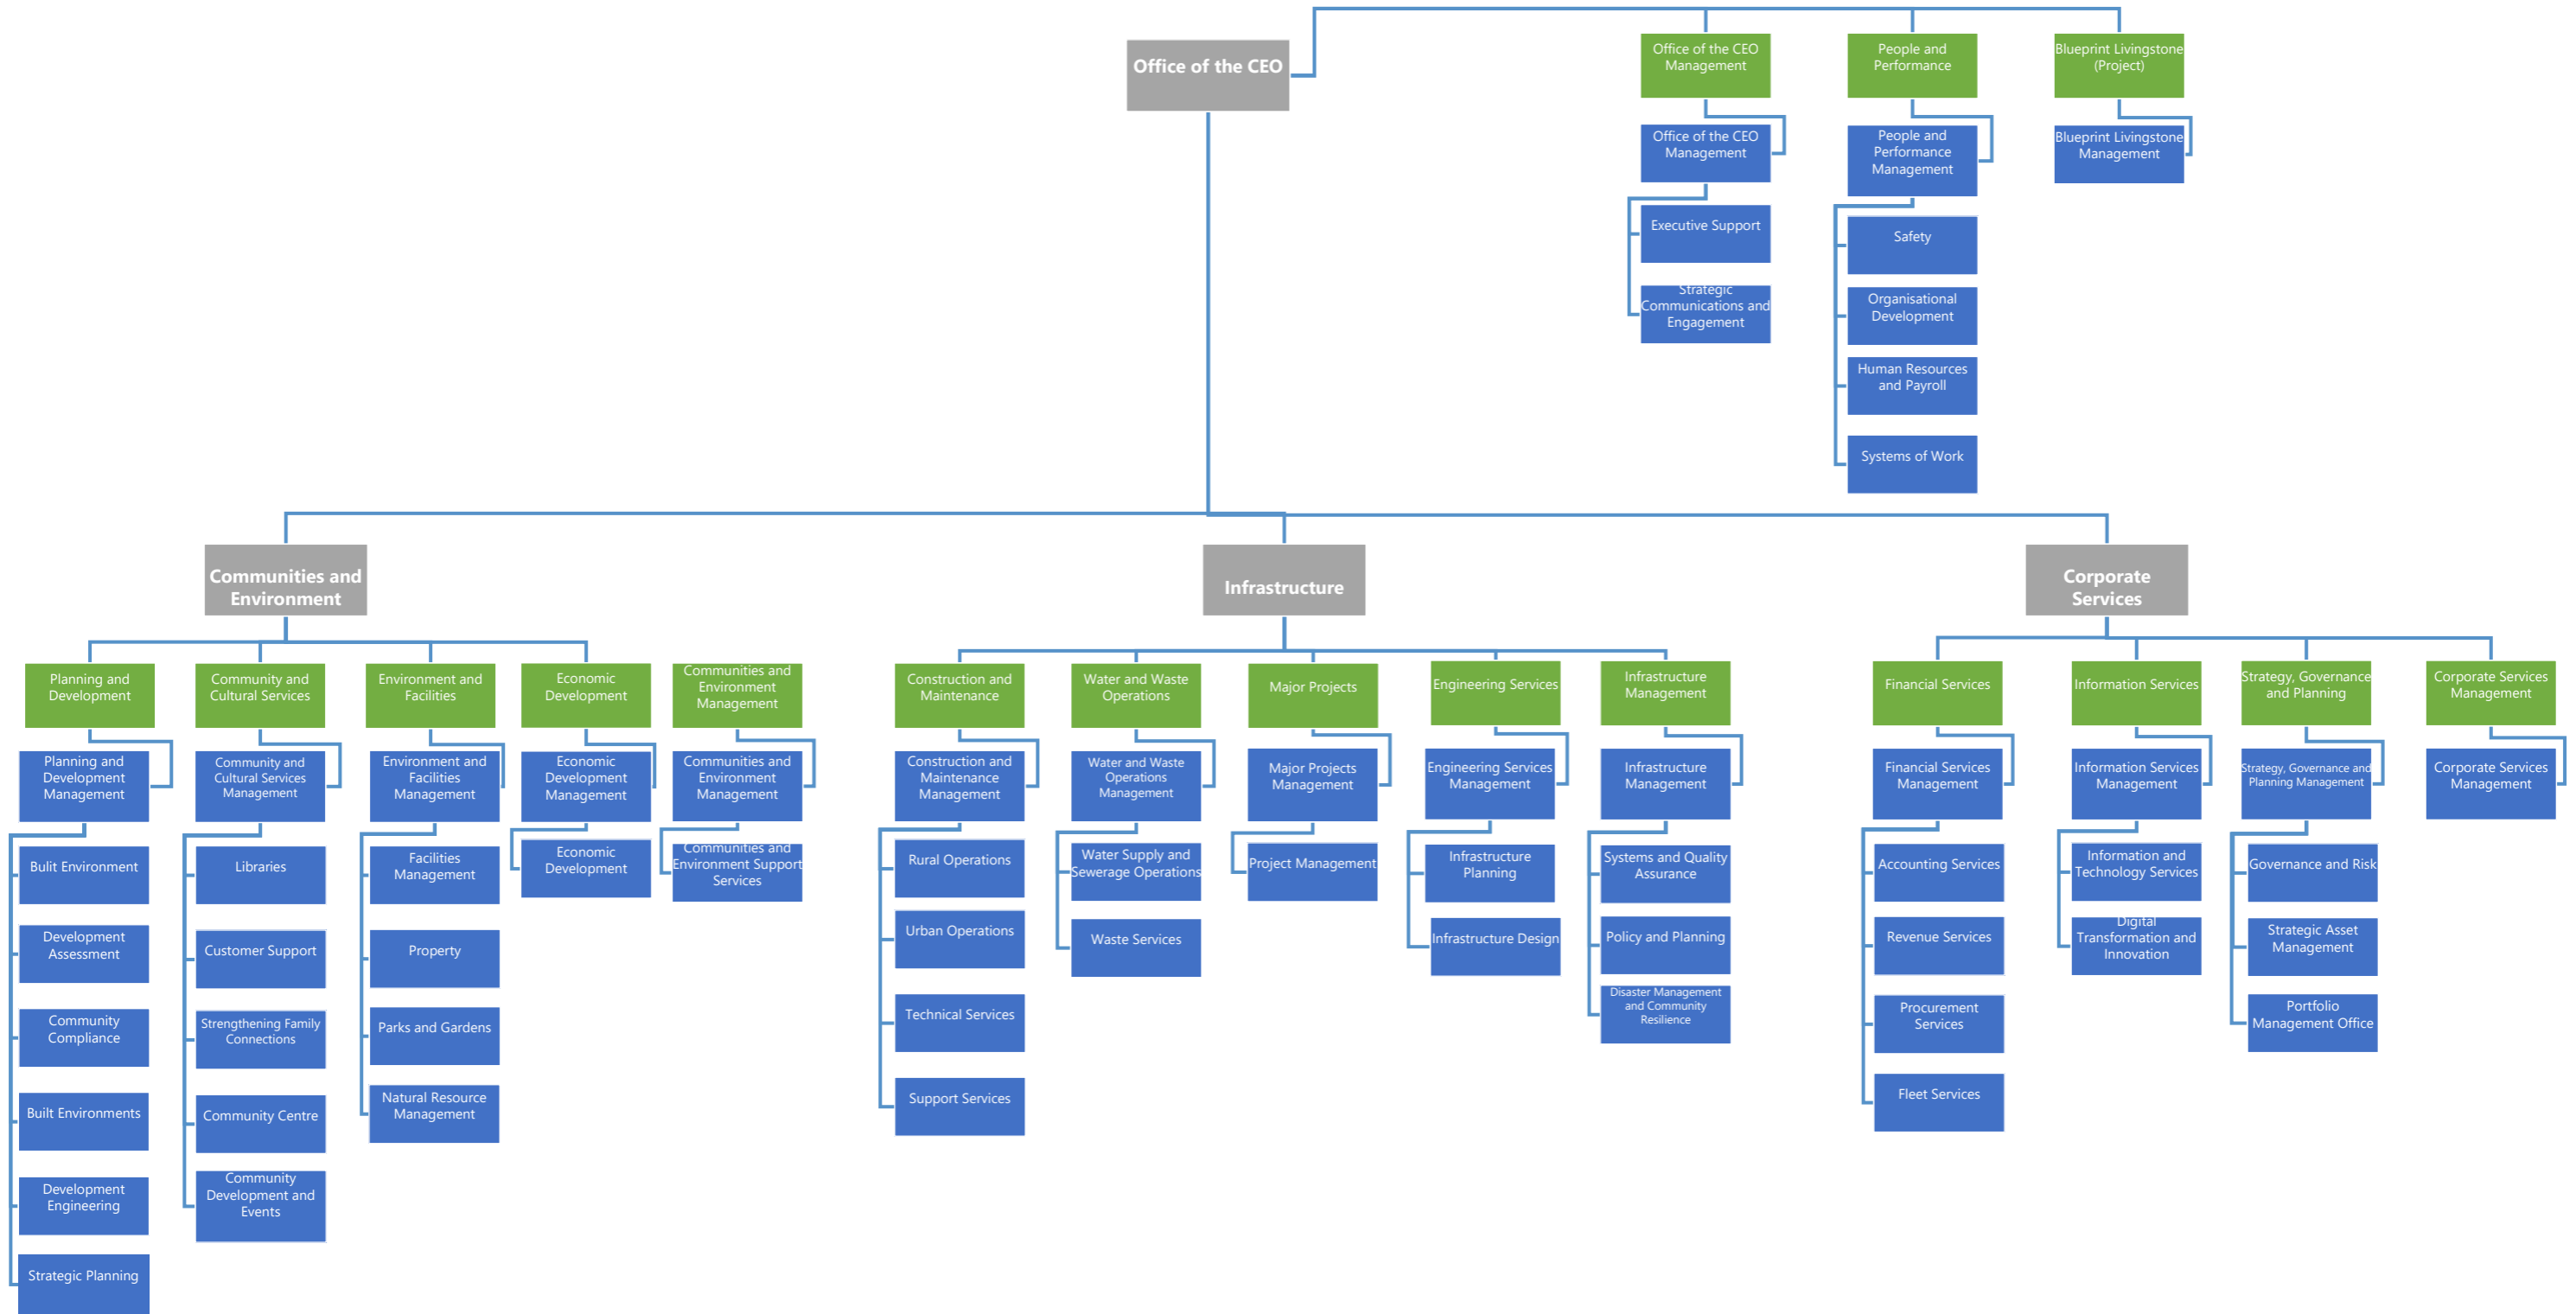 Office of the CEO
Office of the CEO
Management
People and
Performance
Blueprint Livingstone
(Project)
Office of the CEO
Management
People and
Performance
Management
Blueprint Livingstone
Management
Executive Support
Strategic
Communications and
Engagement
Safety
Organisational
Development
Human Resources
and Payroll
Systems of Work
Communities and
Environment
Infrastructure
Corporate
Services
Planning and
Development
Community and
Cultural Services
Environment and
Facilities
Economic
Development
Communities and
Environment
Management
Construction and
Maintenance
Water and Waste
Operations
Major Projects
Engineering Services
Infrastructure
Management
Financial Services
Information Services
Strategy, Governance
and Planning
Corporate Services
Management
Planning and
Development
Management
Community and
Cultural Services
Management
Environment and
Facilities
Management
Economic
Development
Management
Communities and
Environment
Management
Construction and
Maintenance
Management
Water and Waste
Operations
Management
Major Projects
Management
Engineering Services
Management
Infrastructure
Management
Financial Services
Management
Information Services
Management
Strategy, Governance and
Planning Management
Corporate Services
Management
Bulit Environment
Development
Assessment
Community
Compliance
Built Environments
Development
Engineering
Strategic Planning
Libraries
Customer Support
Strengthening Family
Connections
Community Centre
Community
Development and
Events
Facilities
Management
Property
Parks and Gardens
Natural Resource
Management
Economic
Development
Communities and
Environment Support
Services
Rural Operations
Urban Operations
Technical Services
Support Services
Water Supply and
Sewerage Operations
Waste Services
Project Management
Infrastructure
Planning
Infrastructure Design
Systems and Quality
Assurance
Policy and Planning
Disaster Management
and Community
Resilience
Accounting Services
Revenue Services
Procurement
Services
Fleet Services
Information and
Technology Services
Digital
Transformation and
Innovation
Governance and Risk
Strategic Asset
Management
Portfolio
Management Office